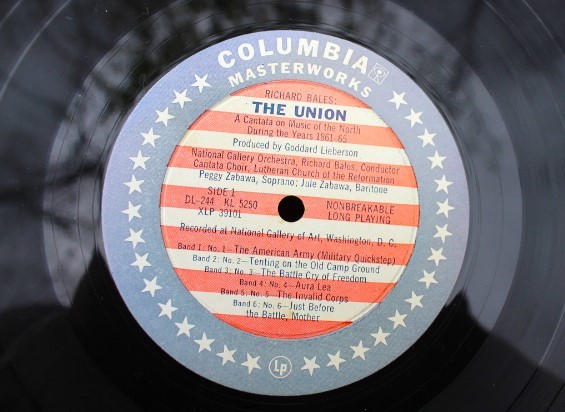 COLUMBIA
MASTERWORKS
RICHARD BALES:
THE UNION
A Cantata on Music of the North
During the Years 1861-65
Produced by Goddard Lieberson
National Gallery Orchestra, Richard Bales, Conductor
Cantata Choir, Lutheran Church of the Reformation
Peggy Zabawa, Soprano; Jule Zabawa, Baritone
SIDE 1
DL-244 KL 5250 NONBREAKABLE
XLP 39101 LONG PLAYING
Recorded at National Gallery of Art, Washington, D. C.
Band 1: No. 1—The American Army (Military Quickstep)
Band 2: No. 2—Tenting on the Old Camp Ground
Band 3: No. 3—The Battle Cry of Freedom
Band 4: No. 4—Aura Lea
Band 5: No. 5—The Invalid Corps
Band 6: No. 6—Just Before
the Battle, Mother
Lp